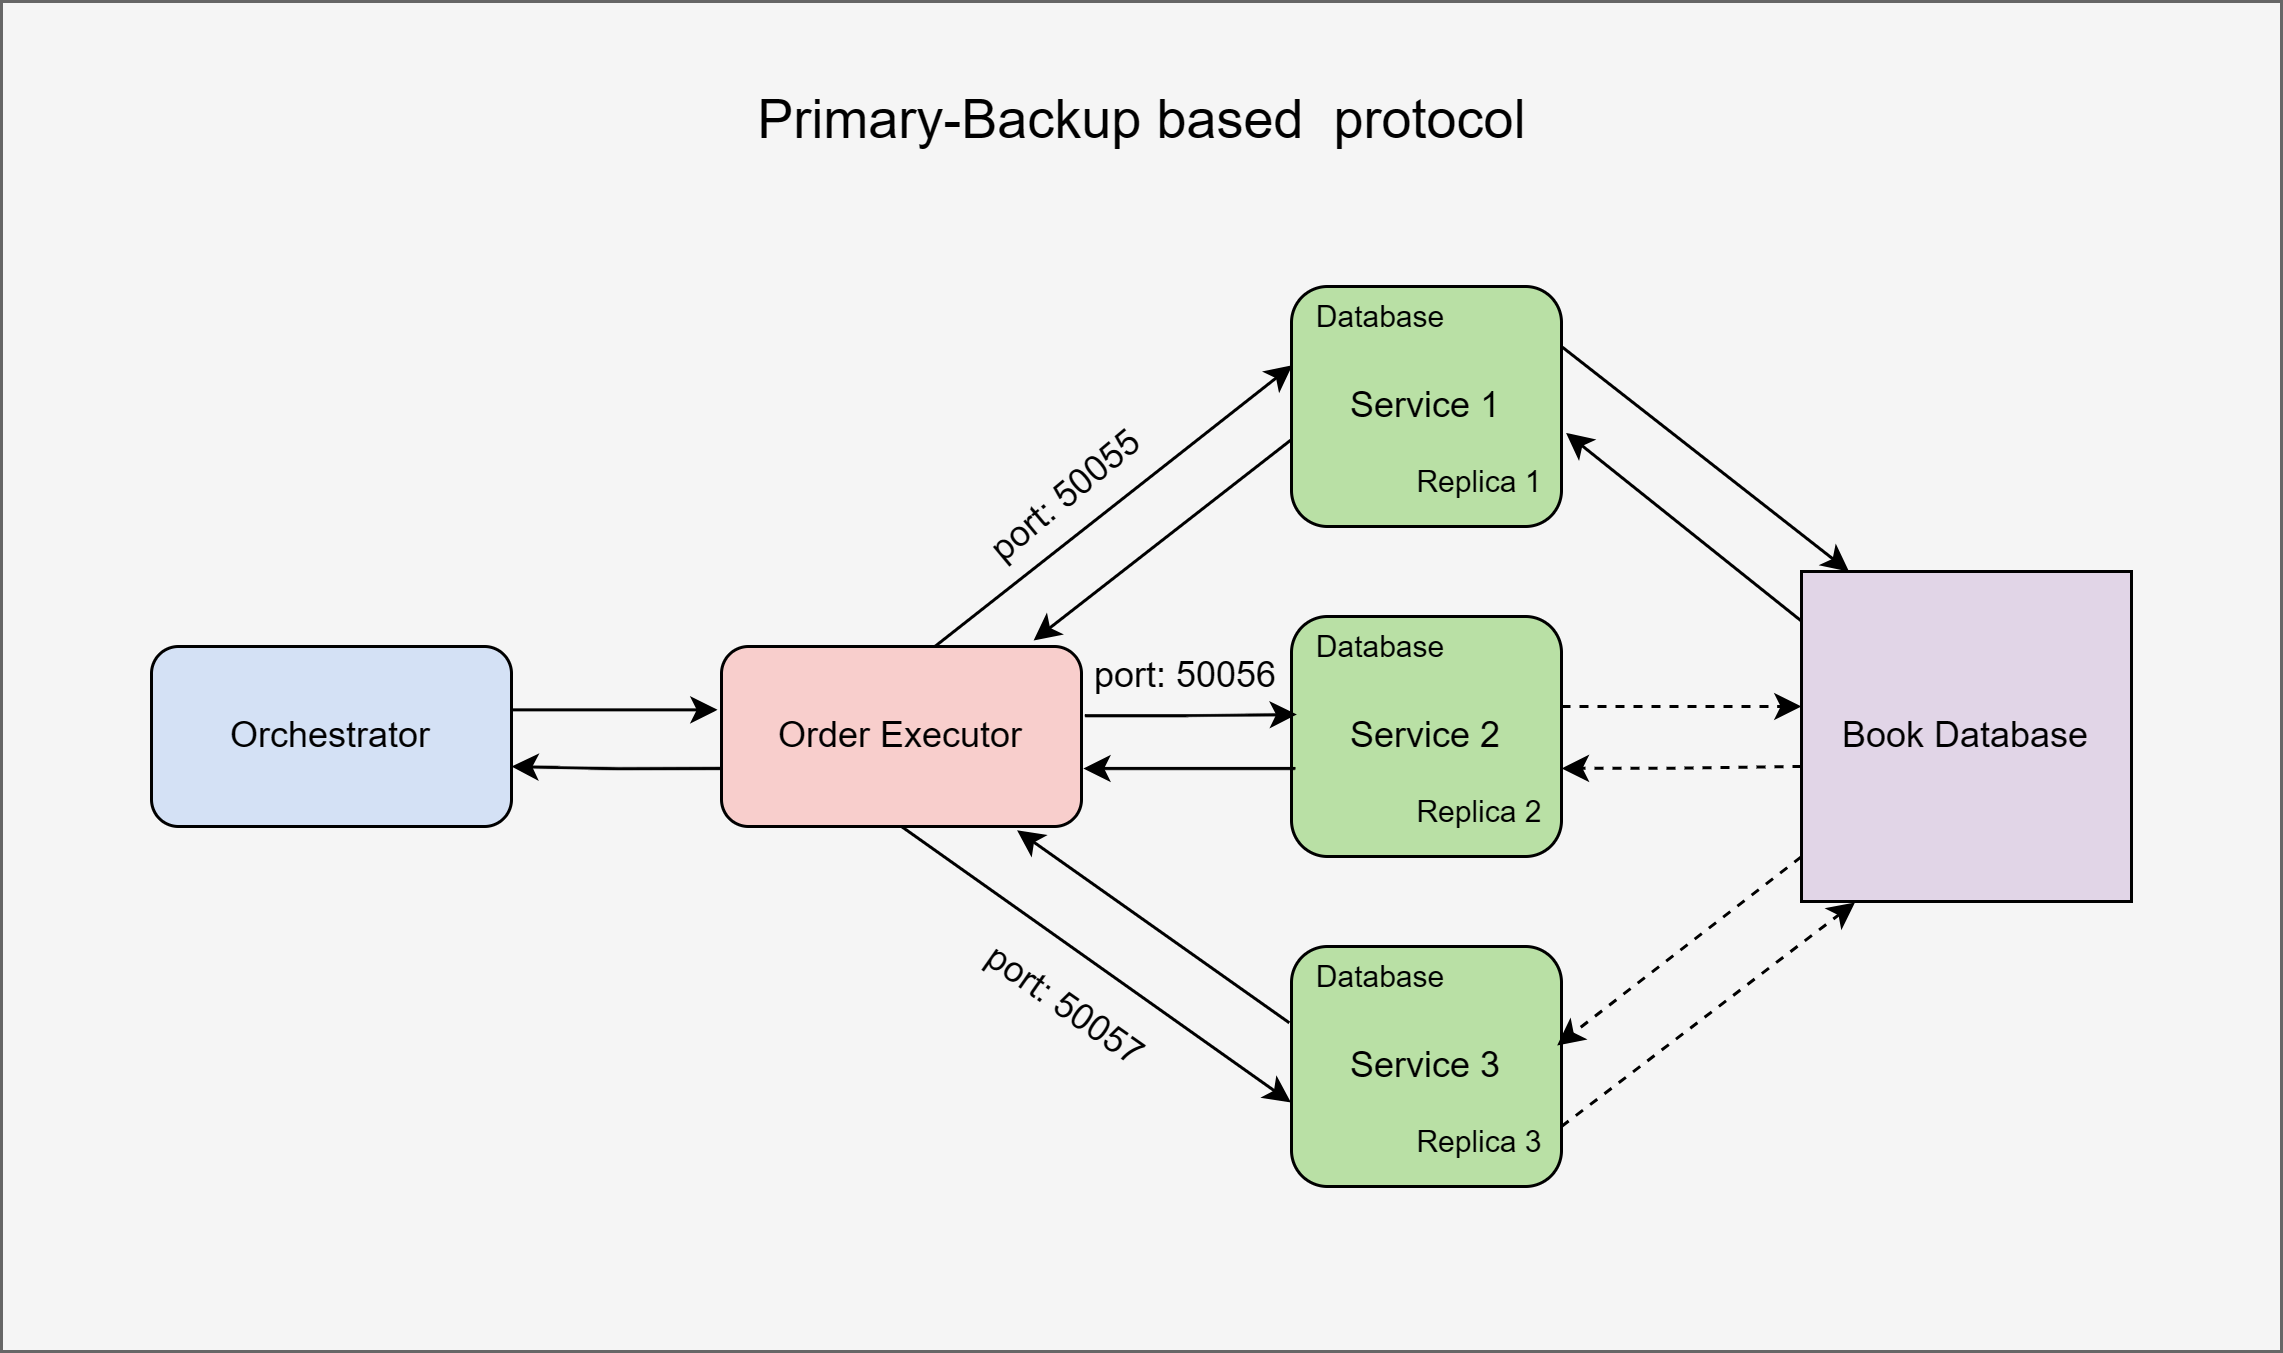 Primary-Backup based  protocol
Database
Service 1
Replica 1
port: 50055
Orchestrator
Order Executor
port: 50056
Database
Service 2
Replica 2
Book Database
port: 50057
Database
Service 3
Replica 3